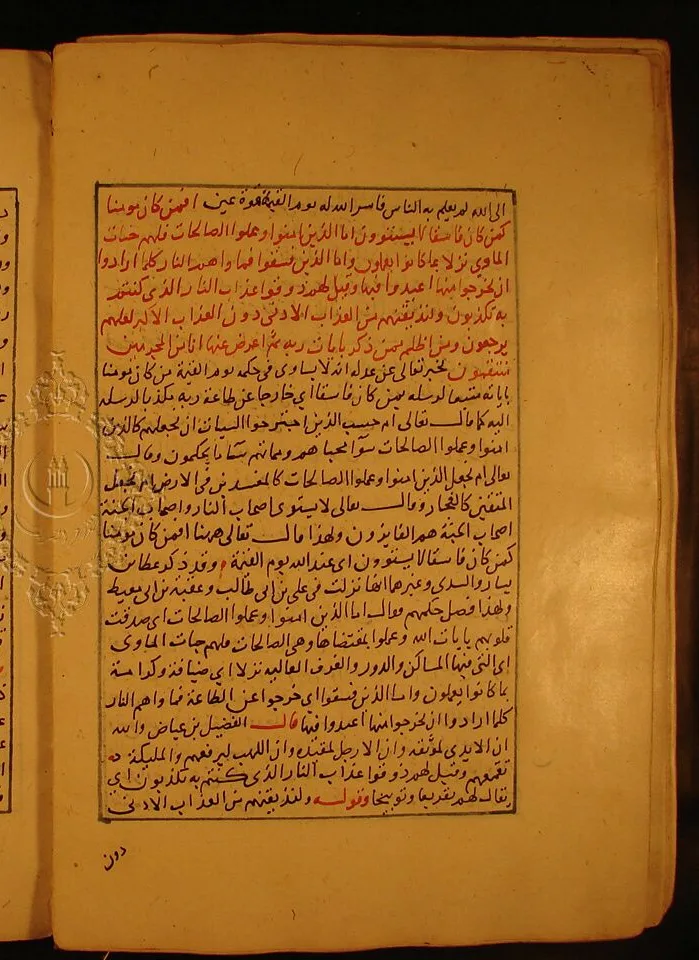 الى الله لم يعلم به الناس فاسر الله له يوم القيمة قرة عين افمن كان مومنا
كمن كان فاسقا لا يستوون اما الذين امنوا وعملوا الصالحات فلهم جنات
الماوى نزلا بما كانوا يعملون واما الذين فسقوا فماواهم النار كلما ارادوا
ان يخرجوا منها اعيدوا فيها وقيل لهم ذوقوا عذاب النار الذى كنتم
به تكذبون ولنذيقنهم من العذاب الادنى دون العذاب الاكبر لعلهم
يرجعون ومن اظلم ممن ذكر بايات ربه ثم اعرض عنها انا من المجرمين
منتقمون يخبر تعالى عن عدله انه لا يساوى فى حكمه يوم القيمة من كان مومنا
باياته متبعا لرسله بمن كان فاسقا اى خارجا عن طاعة ربه مكذبا لرسله
اليه كما قال تعالى ام حسب الذين اجترحوا السيات ان نجعلهم كالذين
امنوا وعملوا الصالحات سوآ محياهم ومماتهم سآ ما يحكمون وقال
تعالى ام نجعل الذين امنوا وعملوا الصالحات كالمفسدين فى الارض ام نجعل
المتقين كالفجار وقال تعالى لا يستوى اصحاب النار واصحاب الجنة
اصحاب الجنة هم الفايزون ولهذا قال تعالى ههنا افمن كان مومنا
كمن كان فاسقا لا يستوون اى عند الله يوم القيمة وقد ذكر عطا بن
يسار والسدى وغيرهما انها نزلت فى على بن ابى طالب وعقبة بن ابى معيط
ولهذا فصل حكمهم فقال اما الذين امنوا وعملوا الصالحات اى صدقت
قلوبهم بايات الله وعملوا بمقتضاها وهى الصالحات فلهم جنات الماوى
اى التى فيها المساكن والدور والغرف العاليه نزلا اى ضيافة وكرامة
بما كانوا يعملون واما الذين فسقوا اى خرجوا عن الطاعة فماواهم النار
كلما ارادوا ان يخرجوا منها اعيدوا فيها قال الفضيل بن عياض والله
ان الايدى لموثقه وان الارجل لمقيده وان اللهب ليرفعهم والمليكة
تقمعهم وقيل لهم ذوقوا عذاب النار الذى كنتم به تكذبون اى
يقال لهم تقريعا وتوبيخا وقوله ولنذيقنهم من العذاب الادنى
دون